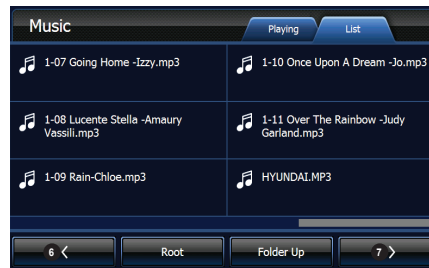 Music
Playing
List
1-07 Going Home -Izzy.mp3
1-10 Once Upon A Dream -Jo.mp3
1-08 Lucente Stella -Amaury
Vassili.mp3
1-11 Over The Rainbow -Judy
Garland.mp3
1-09 Rain-Chloe.mp3
HYUNDAI.MP3
6 <
Root
Folder Up
7 >